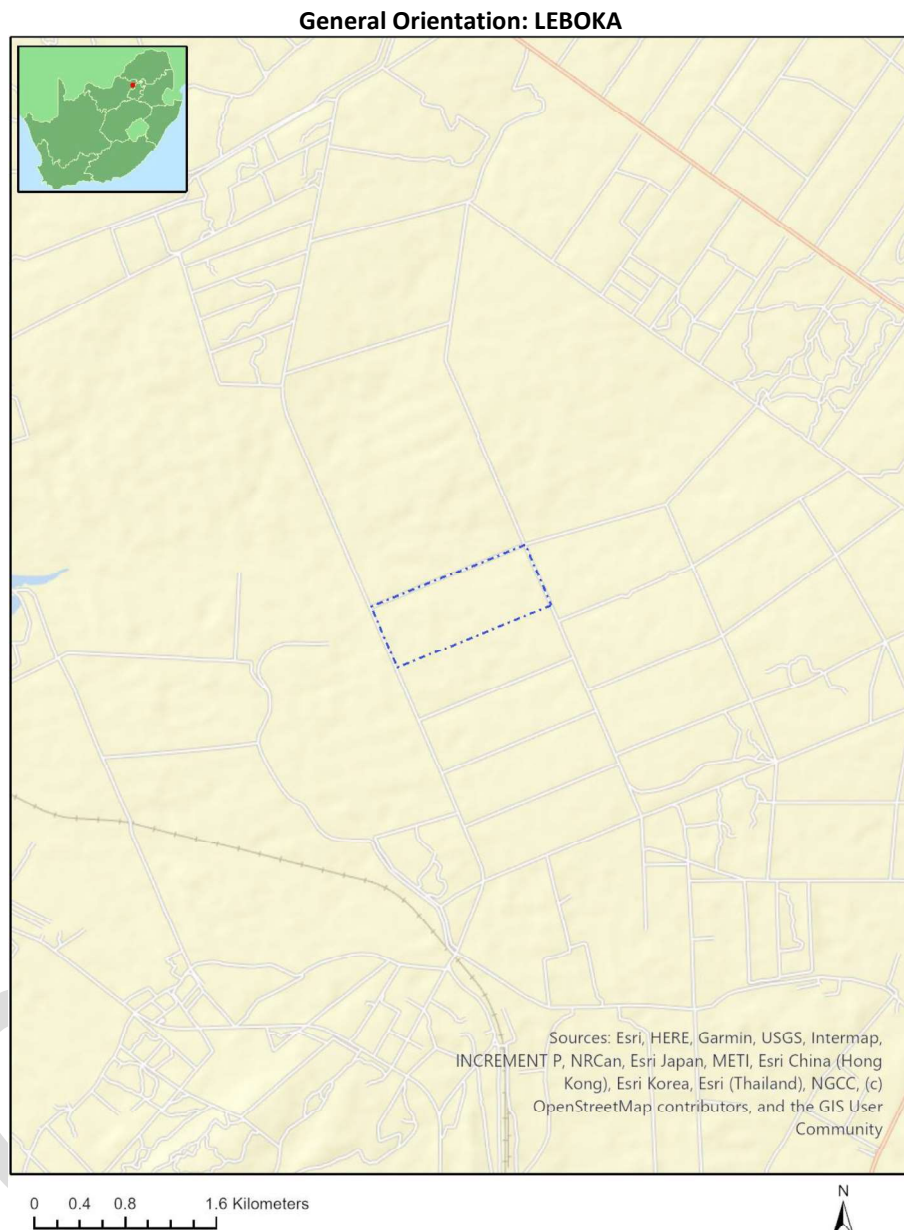 General Orientation: LEBOKA
Sources: Esri, HERE, Garmin, USGS, Intermap,
INCREMENT P, NRCan, Esri Japan, METI, Esri China (Hong
Kong), Esri Korea, Esri (Thailand), NGCC, (c)
OpenStreetMap contributors, and the GIS User
Community
0 0.4 0.8 1.6 Kilometers
N